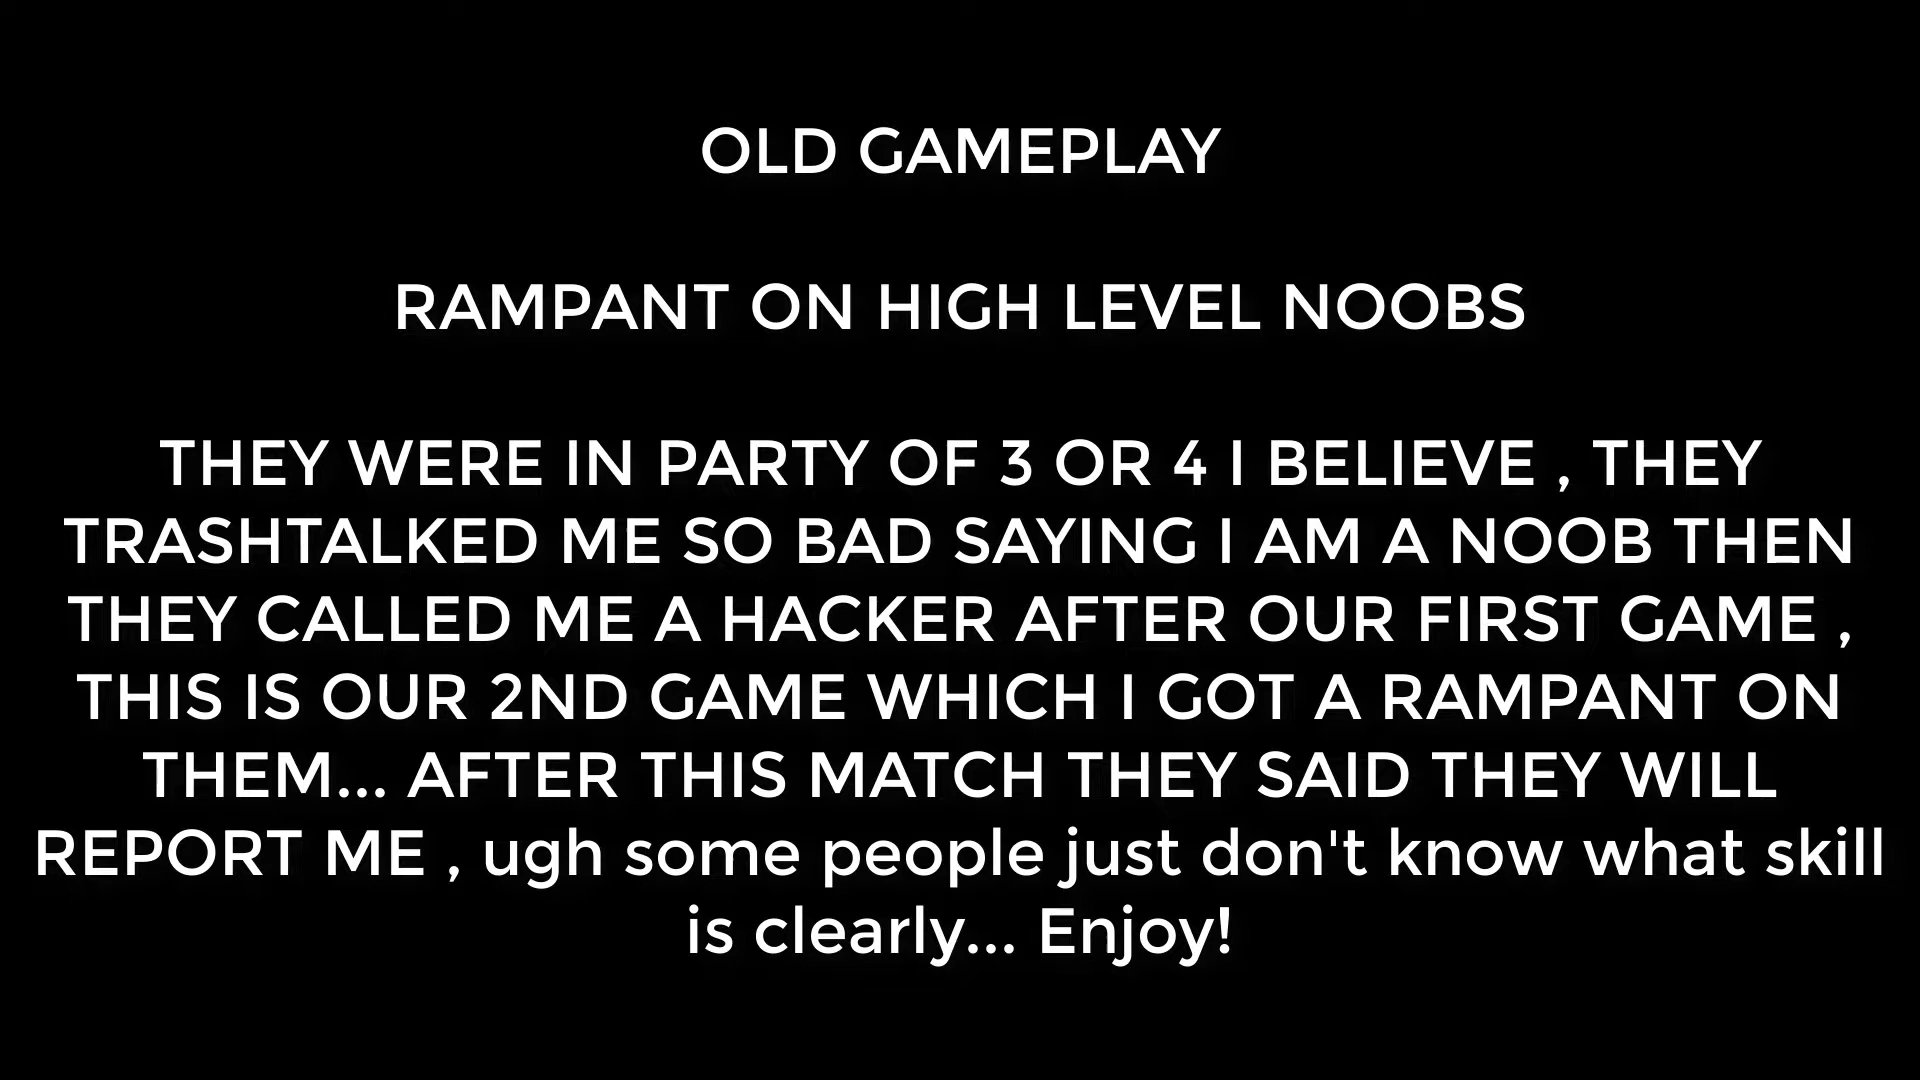 OLD GAMEPLAY
RAMPANT ON HIGH LEVEL NOOBS
THEY WERE IN PARTY OF 3 OR 4 I BELIEVE , THEY
TRASHTALKED ME SO BAD SAYING I AM A NOOB THEN
THEY CALLED ME A HACKER AFTER OUR FIRST GAME ,
THIS IS OUR 2ND GAME WHICH I GOT A RAMPANT ON
THEM... AFTER THIS MATCH THEY SAID THEY WILL
REPORT ME , ugh some people just don't know what skill
is clearly... Enjoy!